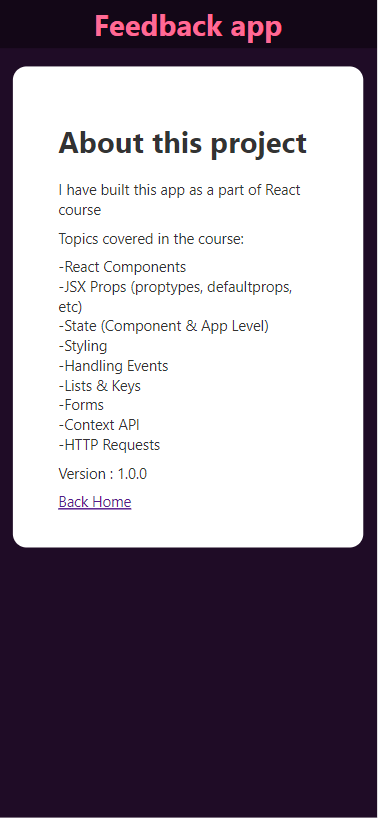 Feedback app
About this project
I have built this app as a part of React
course
Topics covered in the course:
-React Components
-JSX Props (proptypes, defaultprops,
etc)
-State (Component & App Level)
-Styling
-Handling Events
-Lists & Keys
-Forms
-Context API
-HTTP Requests
Version : 1.0.0
Back Home